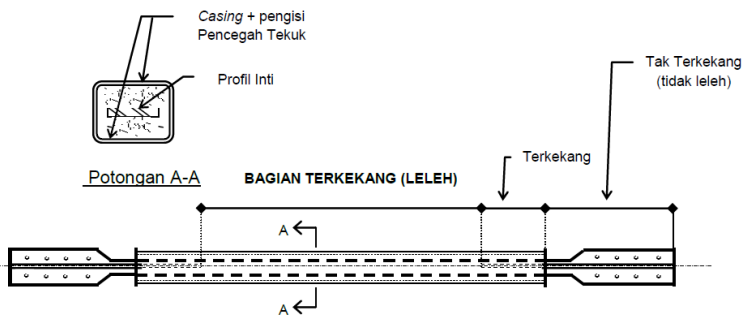 Casing + pengisi
Pencegah Tekuk
Profil Inti
Tak Terkekang
(tidak leleh)
Terkekang
Potongan A-A
BAGIAN TERKEKANG (LELEH)
A
A